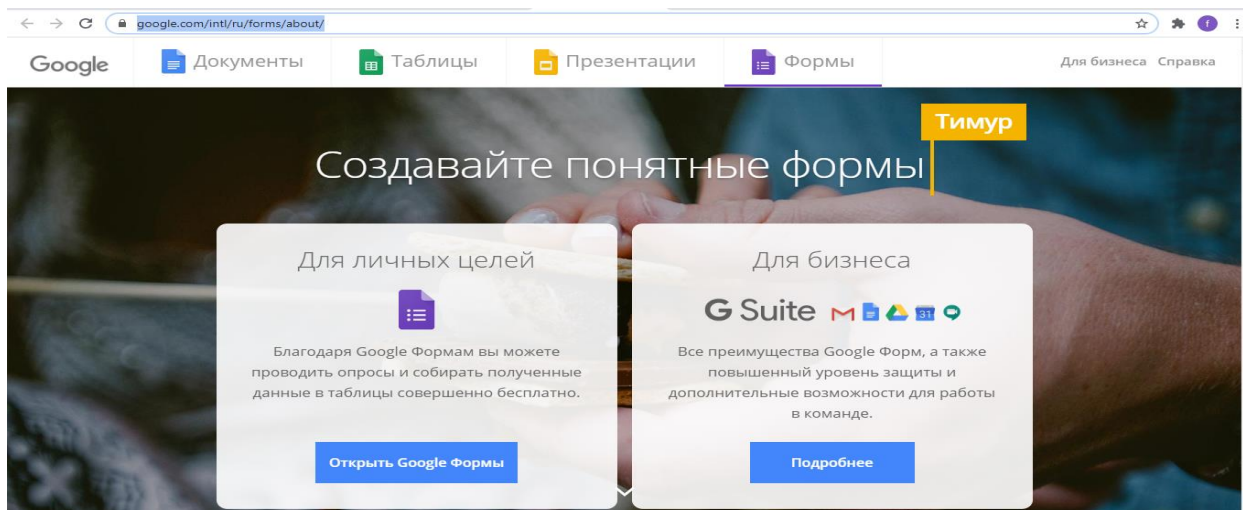 google.com/intl/ru/forms/about/
f
Google Документы Таблицы Презентации Формы Для бизнеса Справка
Тимур
Создавайте понятные формы
Для личных целей
Благодаря Google Формам вы можете
проводить опросы и собирать полученные
данные в таблицы совершенно бесплатно.
Открыть Google Формы
Для бизнеса
G Suite 31
Все преимущества Google Форм, а также
повышенный уровень защиты и
дополнительные возможности для работы
в команде.
Подробнее